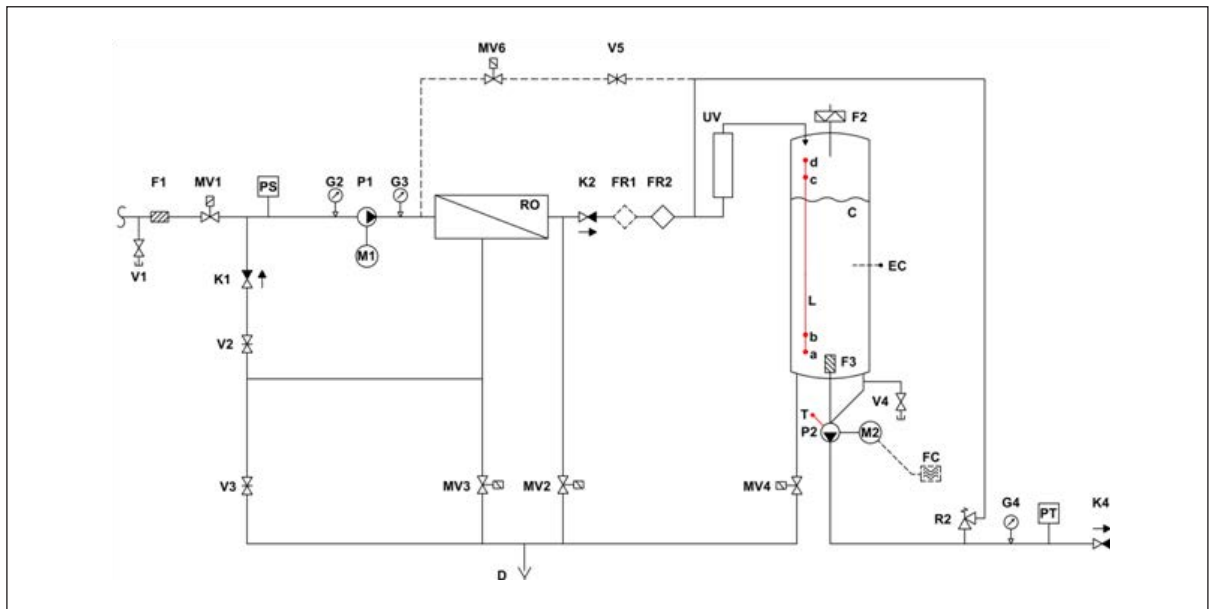 MV6 V5
UV F2
d
F1 MV1 PS G2 P1 G3 K2 FR1 FR2 c
RO C
M1
V1 K1 EC
L
V2 b
a F3
V4
T
P2 M2
FC
V3 MV3 MV2 MV4 G4 PT K4
R2
D